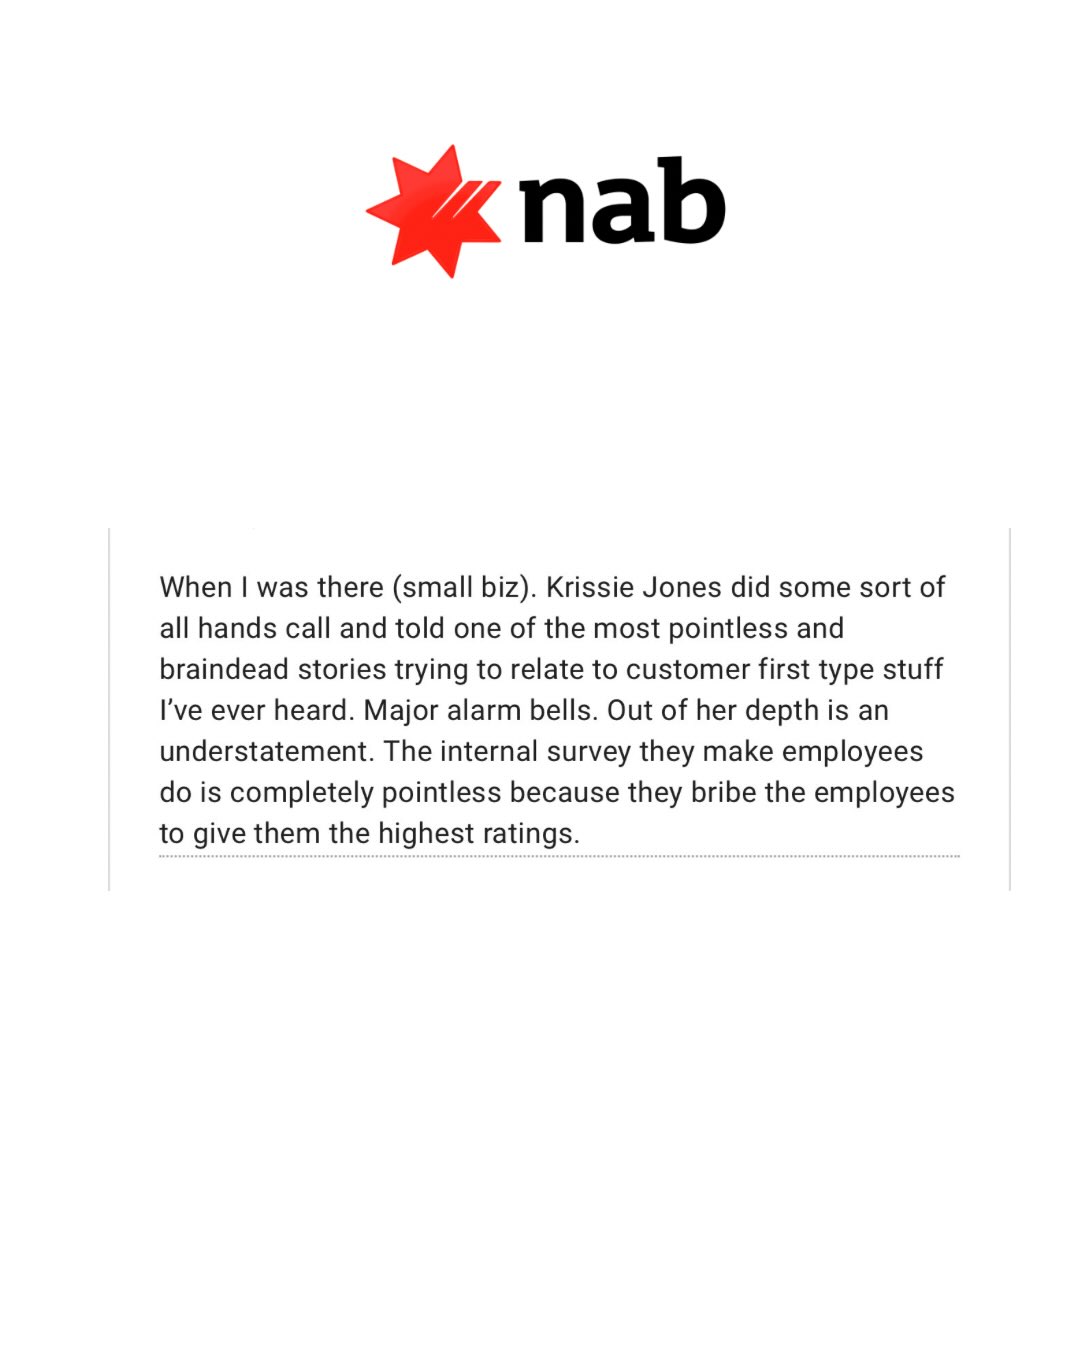 nab
When I was there (small biz). Krissie Jones did some sort of
all hands call and told one of the most pointless and
braindead stories trying to relate to customer first type stuff
I’ve ever heard. Major alarm bells. Out of her depth is an
understatement. The internal survey they make employees
do is completely pointless because they bribe the employees
to give them the highest ratings.